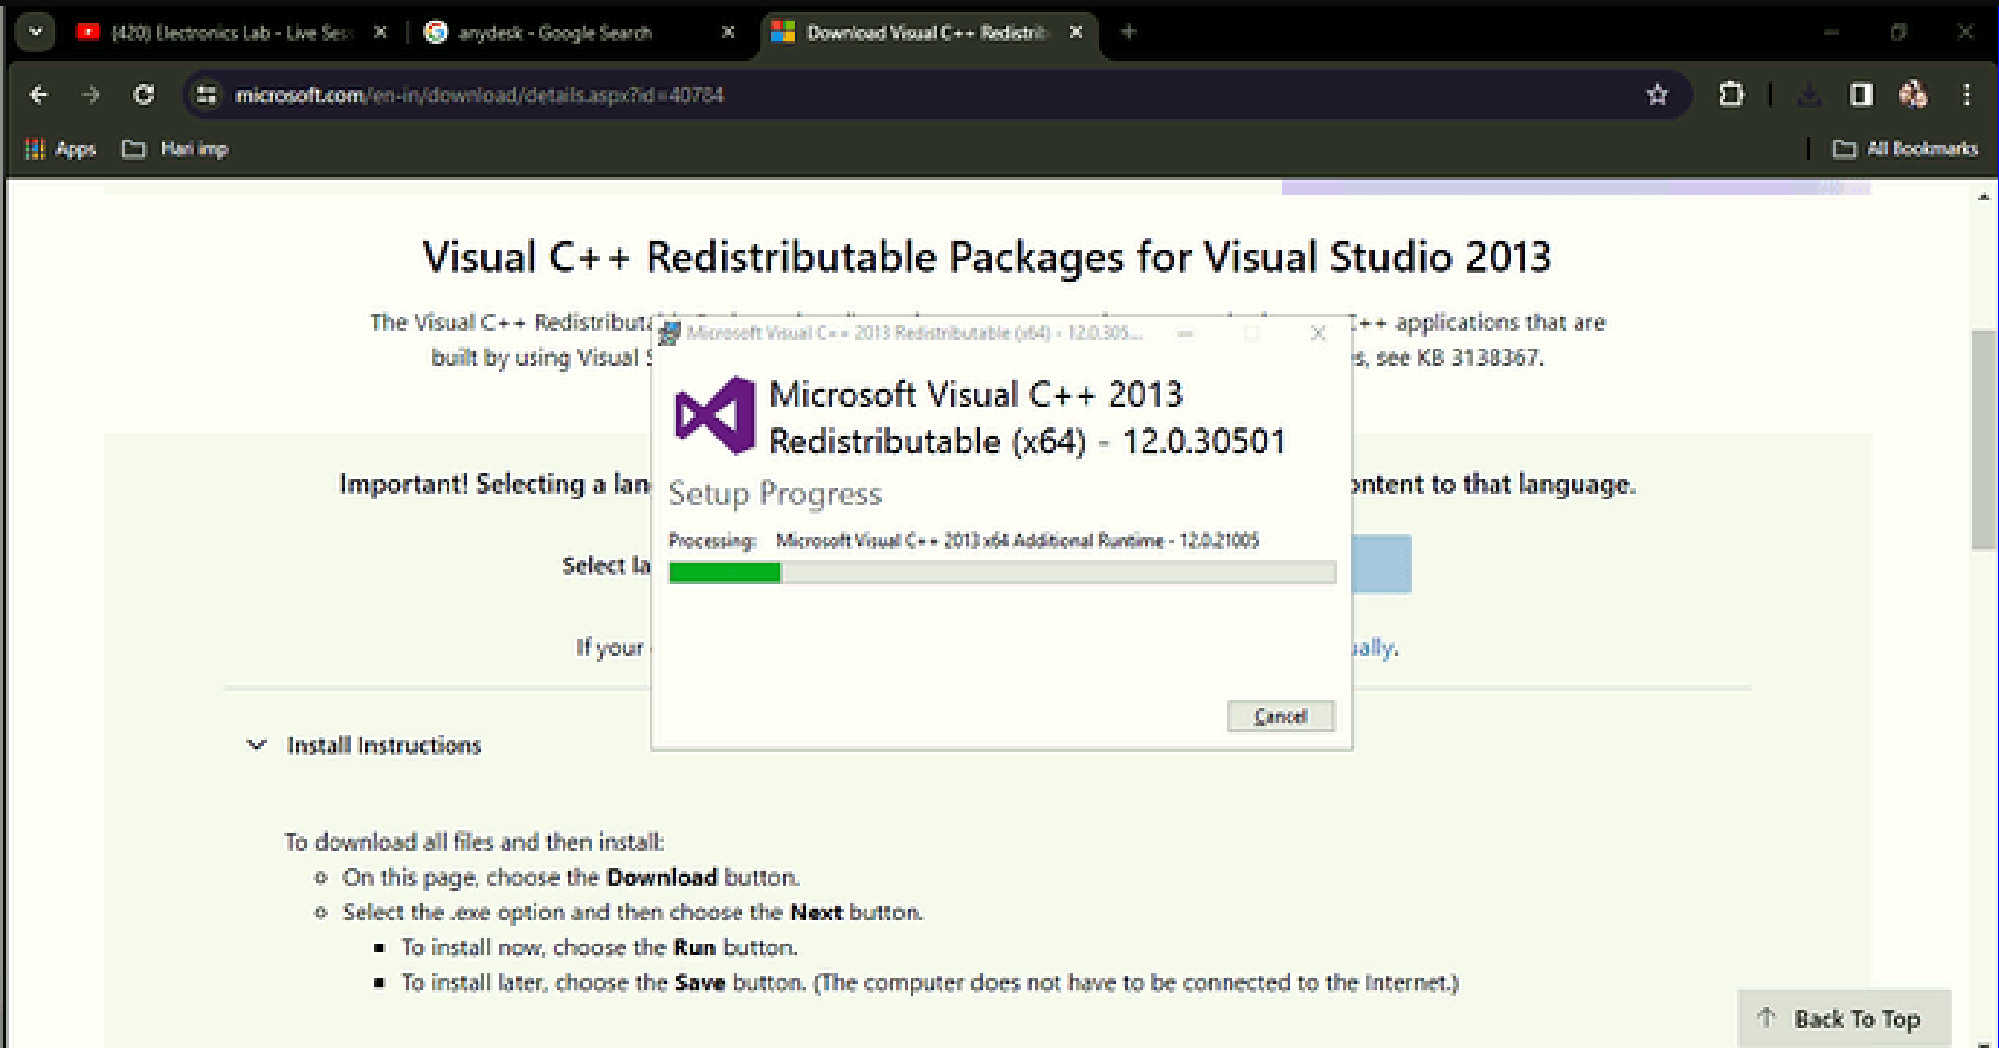 (420) Electronics Lab - Live Sess
anydesk - Google Search
Download Visual C++ Redistrib
microsoft.com/en-in/download/details.aspx?id=40784
Apps
Hari imp
All Bookmarks
Visual C++ Redistributable Packages for Visual Studio 2013
The Visual C++ Redistributa C++ applications that are
built by using Visual S s, see KB 3138367.
Microsoft Visual C++ 2013 Redistributable (x64) - 12.0.305...
Microsoft Visual C++ 2013
Redistributable (x64) - 12.0.30501
Important! Selecting a lan ontent to that language.
Setup Progress
Processing: Microsoft Visual C++ 2013 x64 Additional Runtime - 12.0.21005
Select la
If your ally.
Cancel
Install Instructions
To download all files and then install:
On this page, choose the Download button.
Select the .exe option and then choose the Next button.
To install now, choose the Run button.
To install later, choose the Save button. (The computer does not have to be connected to the Internet.)
Back To Top